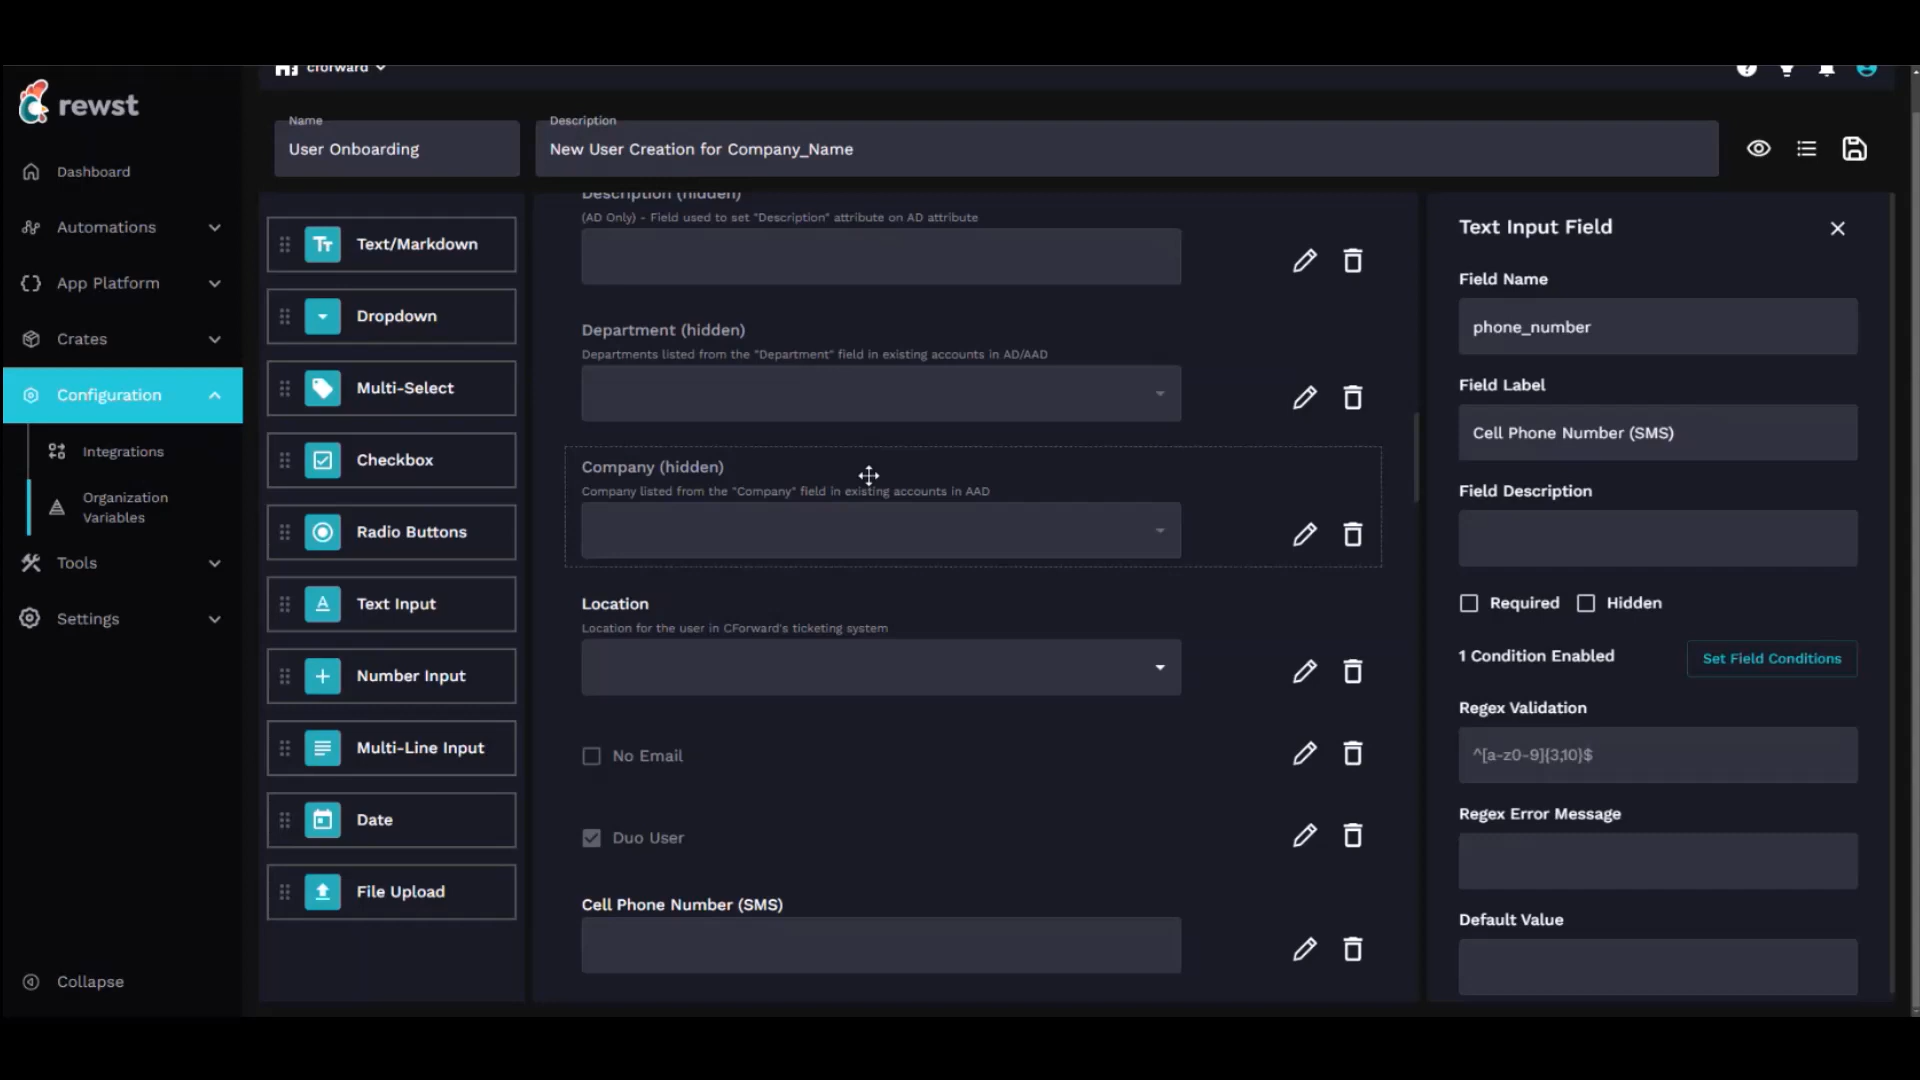 cforward
rewst
Name
User Onboarding
Description
New User Creation for Company_Name
Dashboard
Automations
App Platform
Crates
Configuration
Integrations
Organization
Variables
Tools
Settings
Collapse
Text/Markdown
Dropdown
Multi-Select
Checkbox
Radio Buttons
Text Input
Number Input
Multi-Line Input
Date
File Upload
Description (hidden)
(AD Only) - Field used to set "Description" attribute on AD attribute
Department (hidden)
Departments listed from the "Department" field in existing accounts in AD/AAD
Company (hidden)
Company listed from the "Company" field in existing accounts in AAD
Location
Location for the user in CForward's ticketing system
No Email
Duo User
Cell Phone Number (SMS)
Text Input Field
Field Name
phone_number
Field Label
Cell Phone Number (SMS)
Field Description
Required Hidden
1 Condition Enabled Set Field Conditions
Regex Validation
^[a-z0-9]{3,10}$
Regex Error Message
Default Value